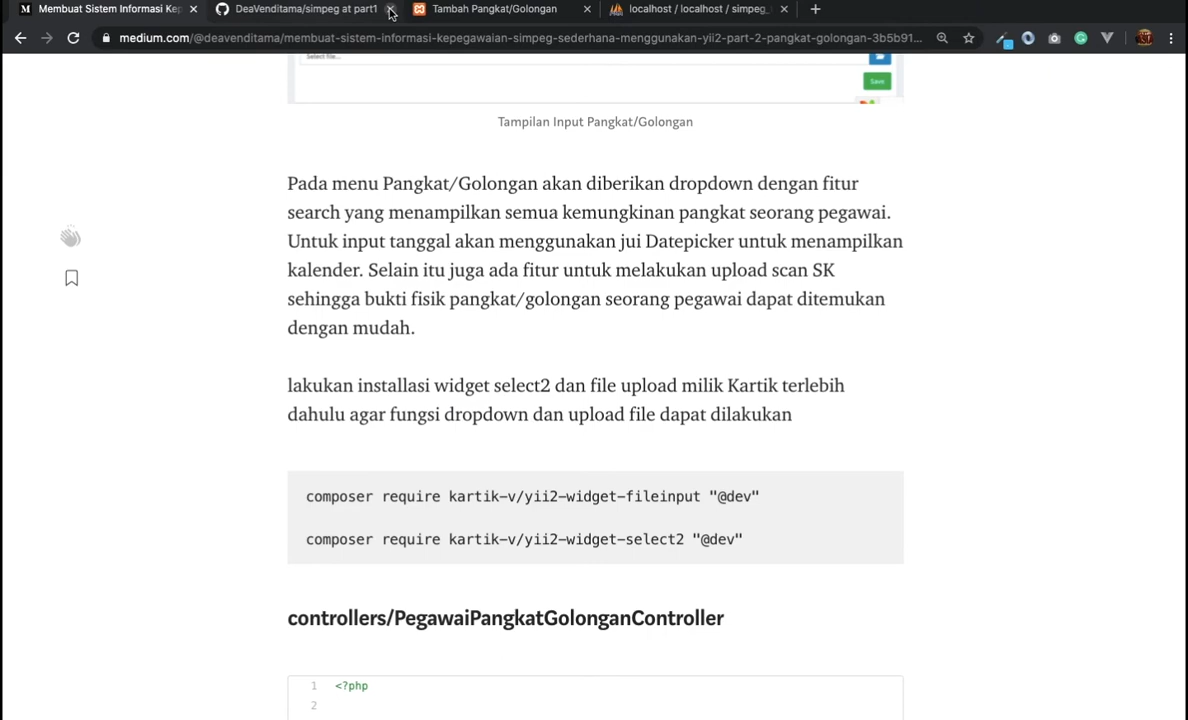 Membuat Sistem Informasi Kep
DeaVenditama/simpeg at part1
Tambah Pangkat/Golongan
localhost / localhost / simpeg_
medium.com/@deavenditama/membuat-sistem-informasi-kepegawaian-simpeg-sederhana-menggunakan-yii2-part-2-pangkat-golongan-3b5b91...
Select file...
Save
Tampilan Input Pangkat/Golongan
Pada menu Pangkat/Golongan akan diberikan dropdown dengan fitur
search yang menampilkan semua kemungkinan pangkat seorang pegawai.
Untuk input tanggal akan menggunakan jui Datepicker untuk menampilkan
kalender. Selain itu juga ada fitur untuk melakukan upload scan SK
sehingga bukti fisik pangkat/golongan seorang pegawai dapat ditemukan
dengan mudah.
lakukan installasi widget select2 dan file upload milik Kartik terlebih
dahulu agar fungsi dropdown dan upload file dapat dilakukan
composer require kartik-v/yii2-widget-fileinput "@dev"
composer require kartik-v/yii2-widget-select2 "@dev"
controllers/PegawaiPangkatGolonganController
1 <?php
2